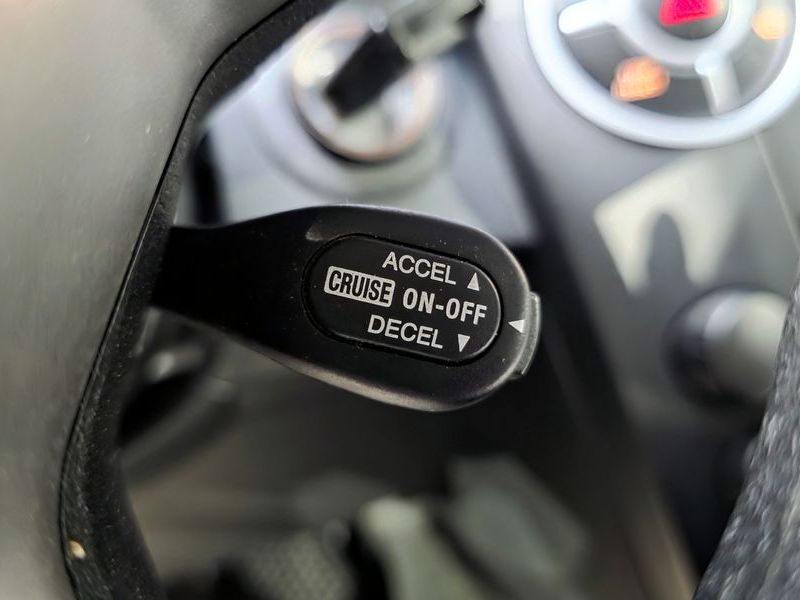 ACCEL ▲
CRUISE ON-OFF ◀
DECEL ▼